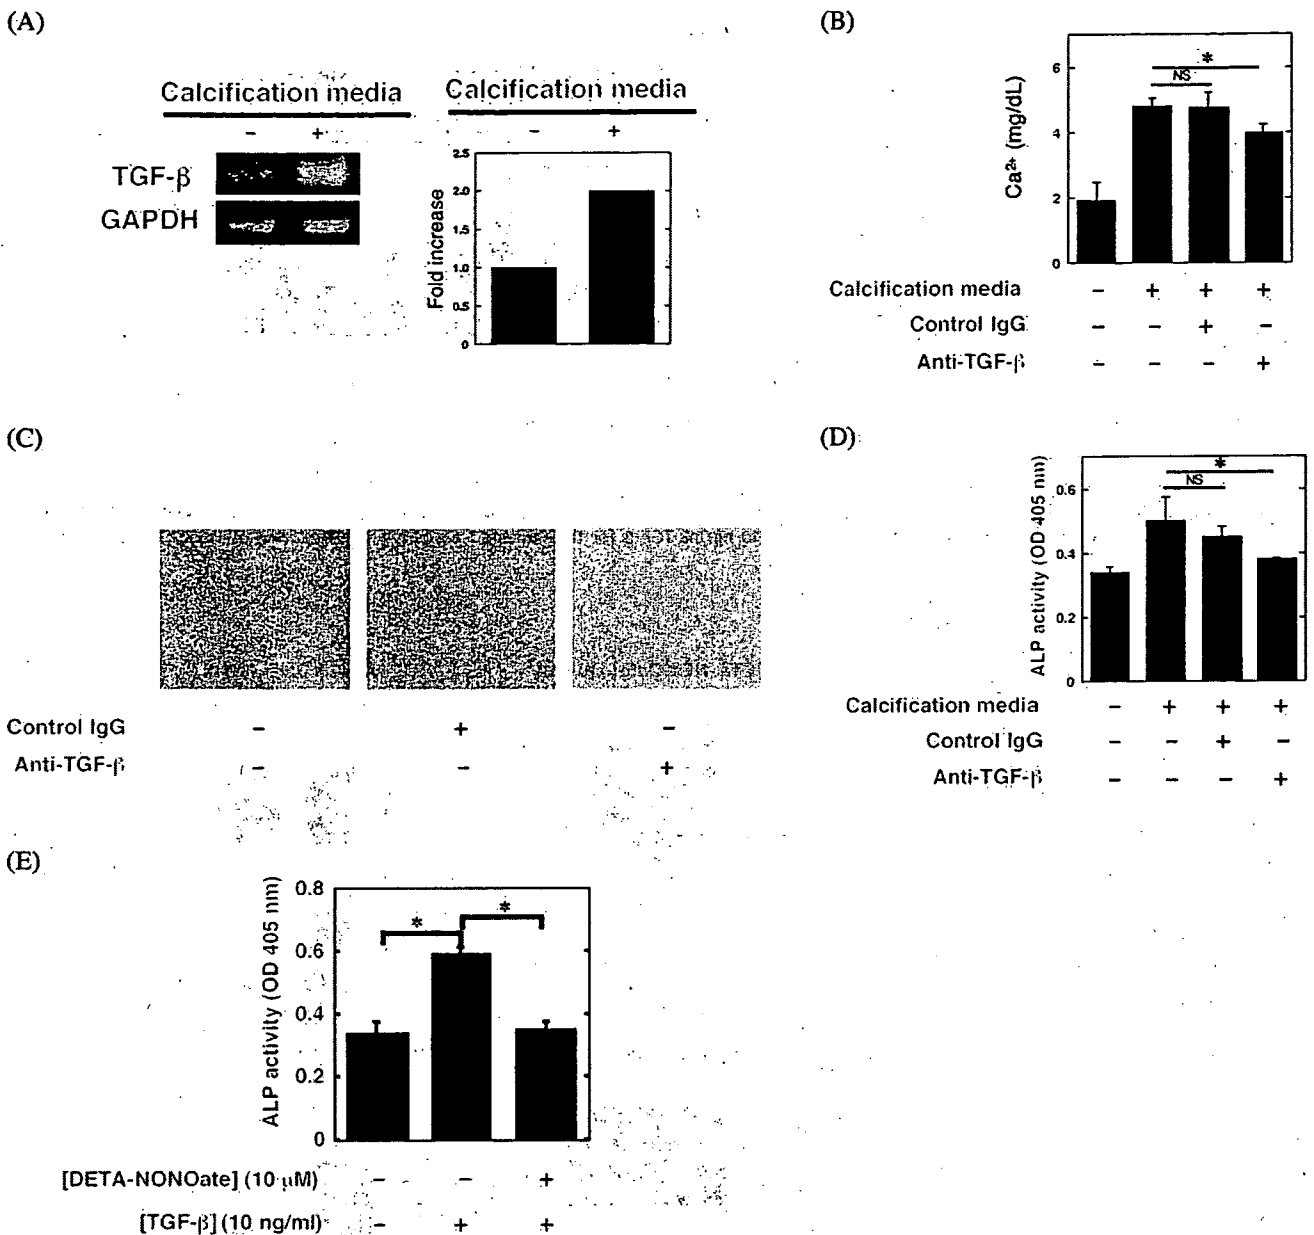 (A)
Calcification media
Calcification media
– +
– +
TGF-β
GAPDH
Fold increase
2.5
2.0
1.5
1.0
0.5
0
(B)
Ca²⁺ (mg/dL)
6
4
2
0
*
NS
Calcification media – + + +
Control IgG – – + –
Anti-TGF-β – – – +
(C)
Control IgG – + –
Anti-TGF-β – – +
(D)
ALP activity (OD 405 nm)
0.6
0.4
0.2
0
*
NS
Calcification media – + + +
Control IgG – – + –
Anti-TGF-β – – – +
(E)
ALP activity (OD 405 nm)
0.8
0.6
0.4
0.2
0
* *
[DETA-NONOate] (10 μM) – – +
[TGF-β] (10 ng/ml) – + +